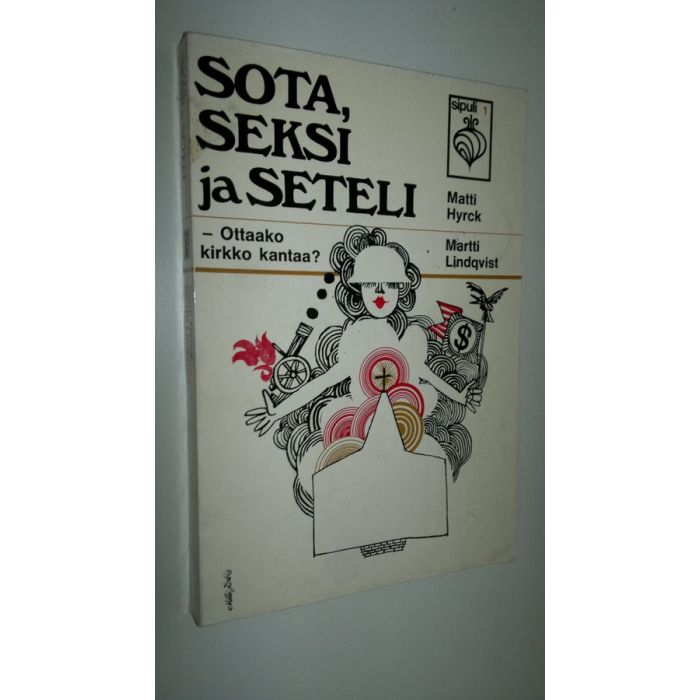 SOTA,
SEKSI
ja SETELI
sipuli 1
Matti
Hyrck
– Ottaako
kirkko kantaa?
Martti
Lindqvist
$